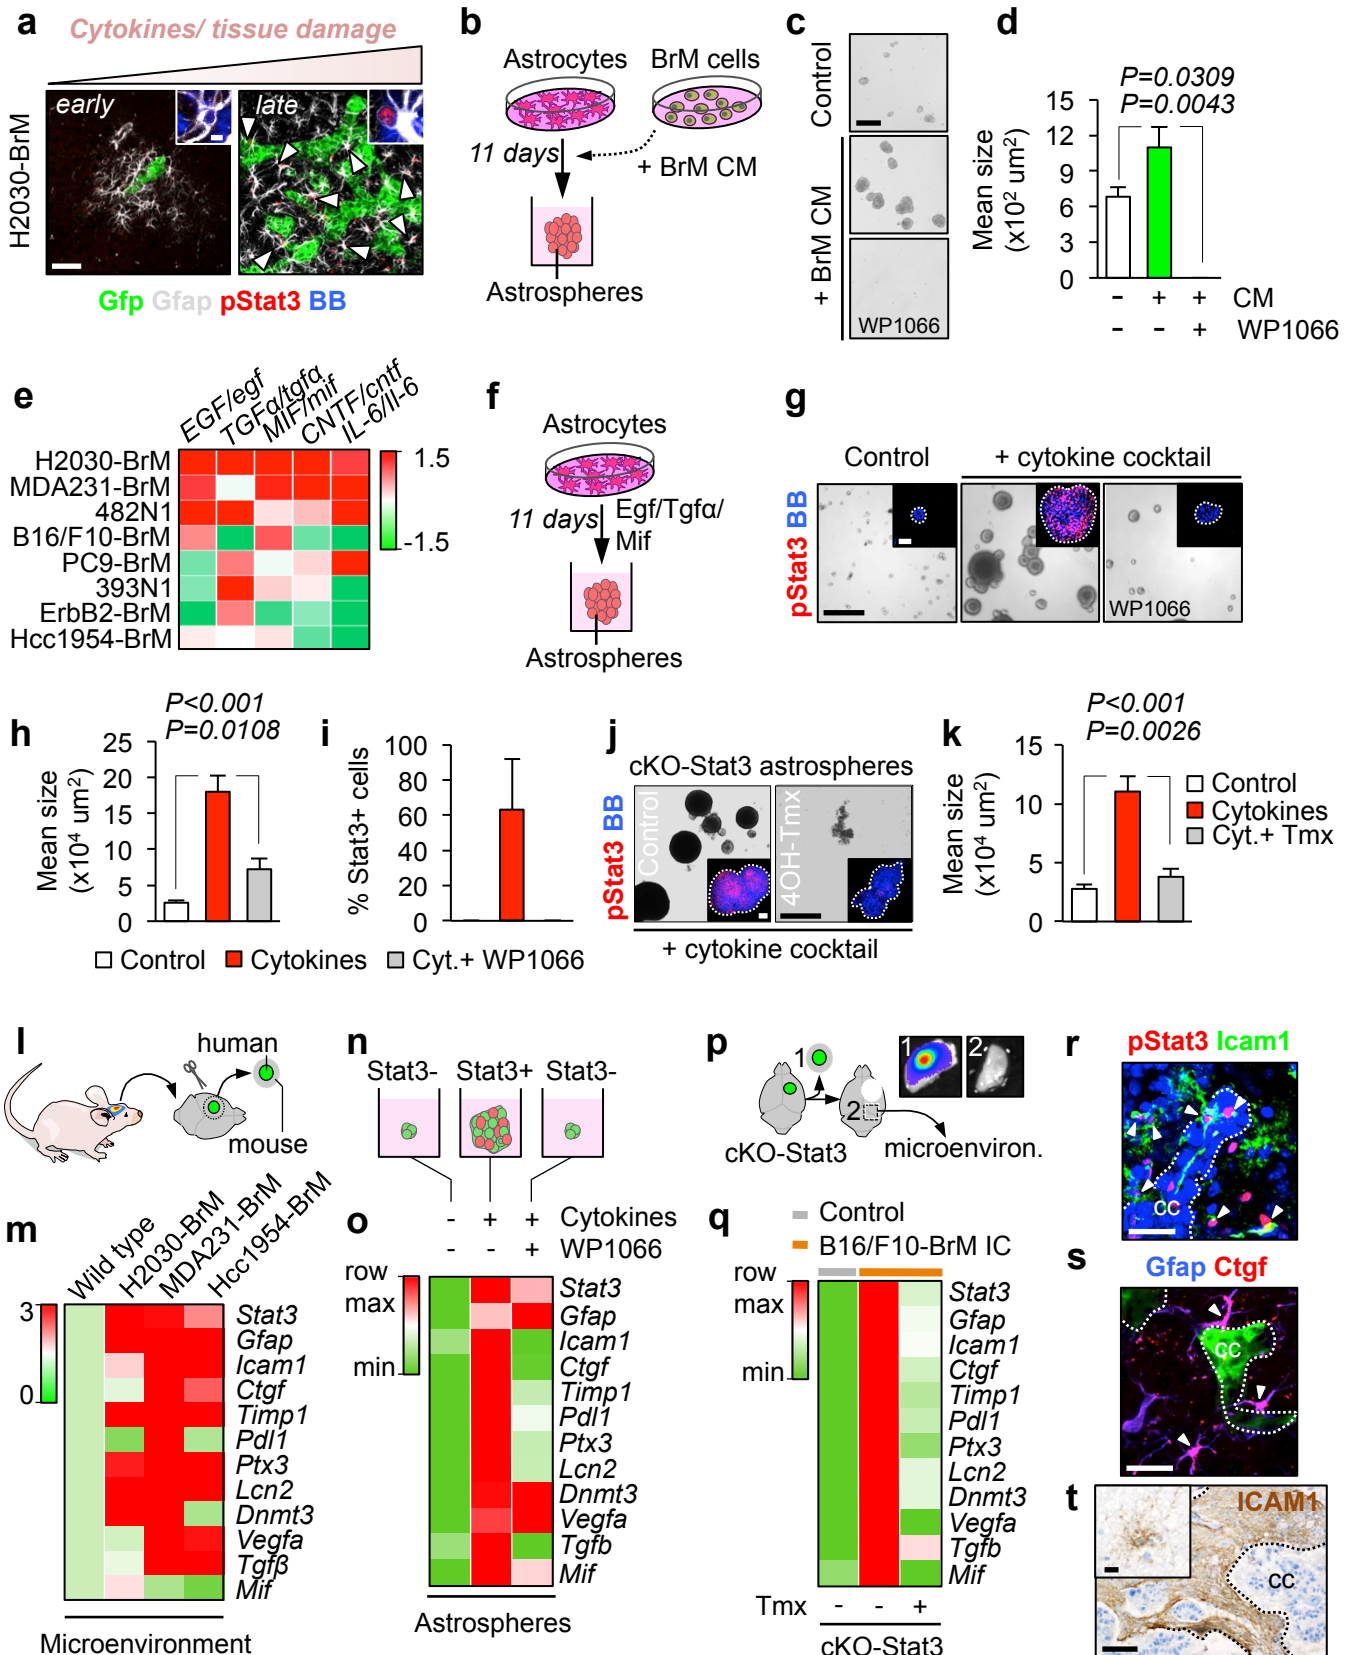 a
Cytokines/ tissue damage
H2030-BrM
early
late
Gfp Gfap pStat3 BB
b
Astrocytes
BrM cells
11 days
+ BrM CM
Astrospheres
c
Control
+ BrM CM
WP1066
d
P=0.0309
P=0.0043
Mean size
(x10² um²)
15
12
9
6
3
0
- + + CM
- - + WP1066
e
EGF/egf
TGFα/tgfα
MIF/mif
CNTF/cntf
IL-6/Il-6
H2030-BrM
MDA231-BrM
482N1
B16/F10-BrM
PC9-BrM
393N1
ErbB2-BrM
Hcc1954-BrM
1.5
-1.5
f
Astrocytes
11 days
Egf/Tgfα/
Mif
Astrospheres
g
Control
+ cytokine cocktail
pStat3 BB
WP1066
h
P<0.001
P=0.0108
Mean size
(x10⁴ um²)
25
20
15
10
5
0
i
% Stat3+ cells
100
80
60
40
20
0
Control Cytokines Cyt.+ WP1066
j
cKO-Stat3 astrospheres
pStat3 BB
Control
4OH-Tmx
+ cytokine cocktail
k
P<0.001
P=0.0026
Mean size
(x10⁴ um²)
15
10
5
0
Control
Cytokines
Cyt.+ Tmx
l
human
mouse
m
Wild type
H2030-BrM
MDA231-BrM
Hcc1954-BrM
3
0
Stat3
Gfap
Icam1
Ctgf
Timp1
Pdl1
Ptx3
Lcn2
Dnmt3
Vegfa
Tgfβ
Mif
Microenvironment
n
Stat3-
Stat3+
Stat3-
o
- + + Cytokines
- - + WP1066
row
max
min
Stat3
Gfap
Icam1
Ctgf
Timp1
Pdl1
Ptx3
Lcn2
Dnmt3
Vegfa
Tgfb
Mif
Astrospheres
p
1
2
1
2
cKO-Stat3
microenviron.
q
Control
B16/F10-BrM IC
row
max
min
Stat3
Gfap
Icam1
Ctgf
Timp1
Pdl1
Ptx3
Lcn2
Dnmt3
Vegfa
Tgfb
Mif
Tmx - - +
cKO-Stat3
r
pStat3 Icam1
CC
s
Gfap Ctgf
CC
t
ICAM1
CC